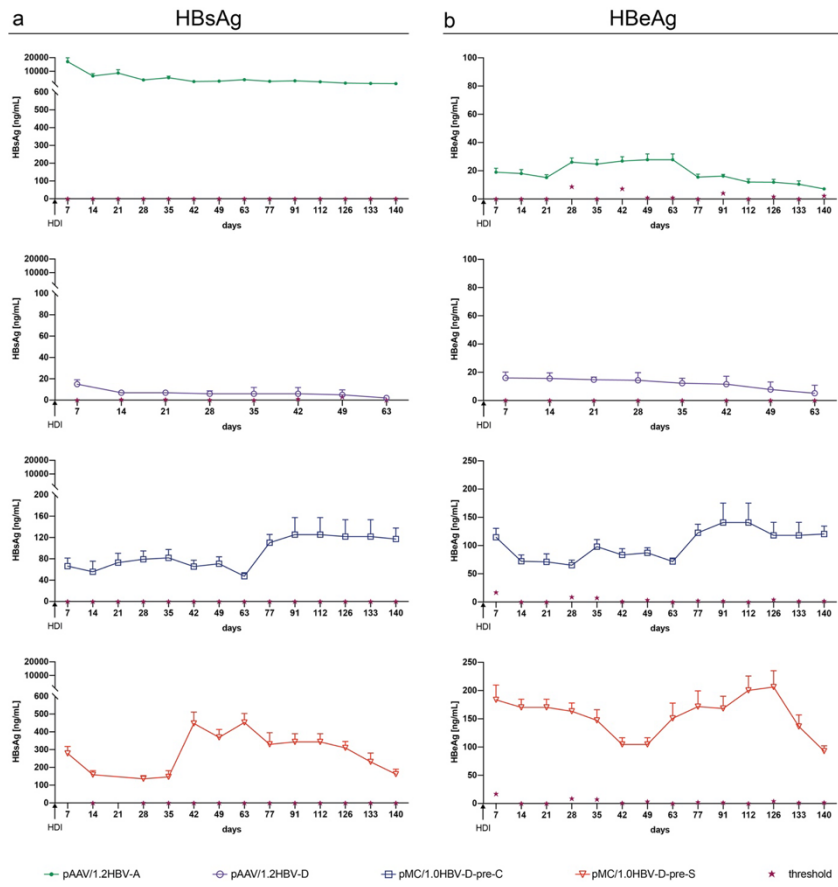 a HBsAg
b HBeAg
20000
10000
600
500
400
300
200
100
0
HBsAg [ng/mL]
7 14 21 28 35 42 49 63 77 91 112 126 133 140
HDI
days
100
80
60
40
20
0
HBeAg [ng/mL]
7 14 21 28 35 42 49 63 77 91 112 126 133 140
HDI
days
20000
10000
100
80
60
40
20
0
HBsAg [ng/mL]
7 14 21 28 35 42 49 63
HDI
days
100
80
60
40
20
0
HBeAg [ng/mL]
7 14 21 28 35 42 49 63
HDI
days
20000
10000
200
160
120
80
40
0
HBsAg [ng/mL]
7 14 21 28 35 42 49 63 77 91 112 126 133 140
HDI
days
250
200
150
100
50
0
HBeAg [ng/mL]
7 14 21 28 35 42 49 63 77 91 112 126 133 140
HDI
days
20000
10000
600
500
400
300
200
100
0
HBsAg [ng/mL]
7 14 21 28 35 42 49 63 77 91 112 126 133 140
HDI
days
250
200
150
100
50
0
HBeAg [ng/mL]
7 14 21 28 35 42 49 63 77 91 112 126 133 140
HDI
days
pAAV/1.2HBV-A pAAV/1.2HBV-D pMC/1.0HBV-D-pre-C pMC/1.0HBV-D-pre-S threshold